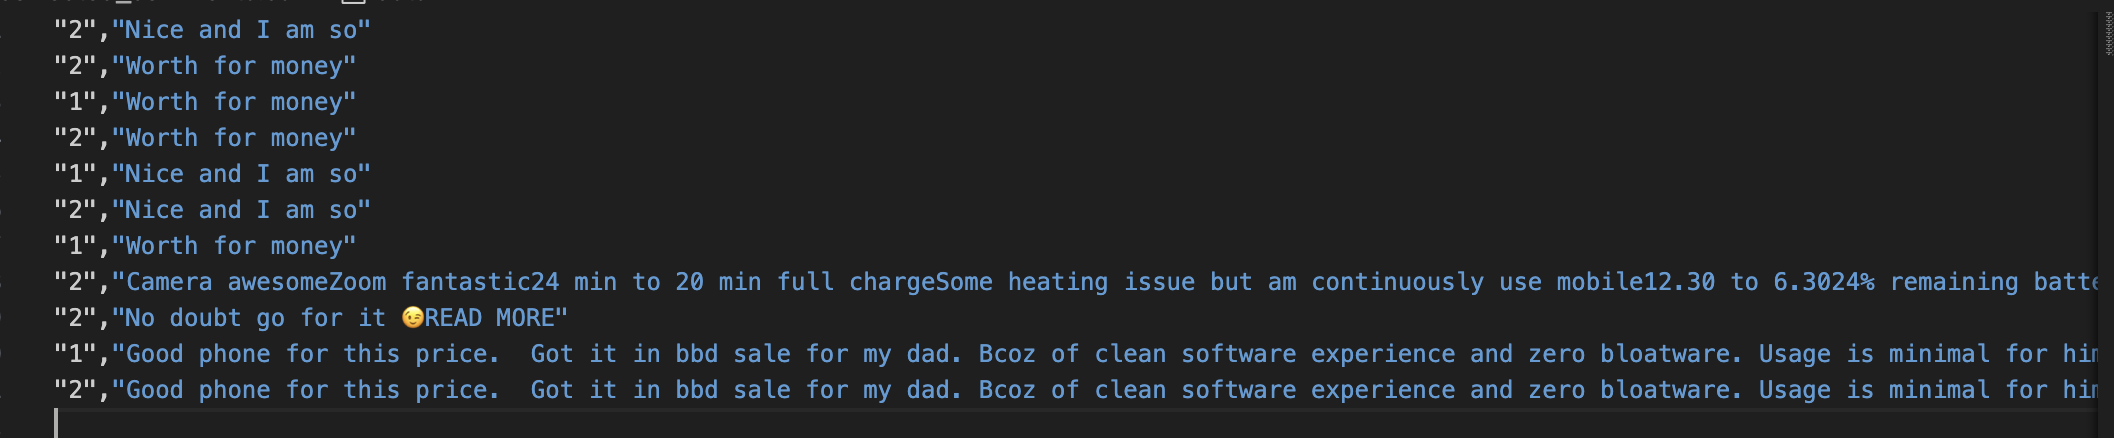 "2","Nice and I am so"
"2","Worth for money"
"1","Worth for money"
"2","Worth for money"
"1","Nice and I am so"
"2","Nice and I am so"
"1","Worth for money"
"2","Camera awesomeZoom fantastic24 min to 20 min full chargeSome heating issue but am continuously use mobile12.30 to 6.3024% remaining batte
"2","No doubt go for it 😉READ MORE"
"1","Good phone for this price.  Got it in bbd sale for my dad. Bcoz of clean software experience and zero bloatware. Usage is minimal for him
"2","Good phone for this price.  Got it in bbd sale for my dad. Bcoz of clean software experience and zero bloatware. Usage is minimal for him